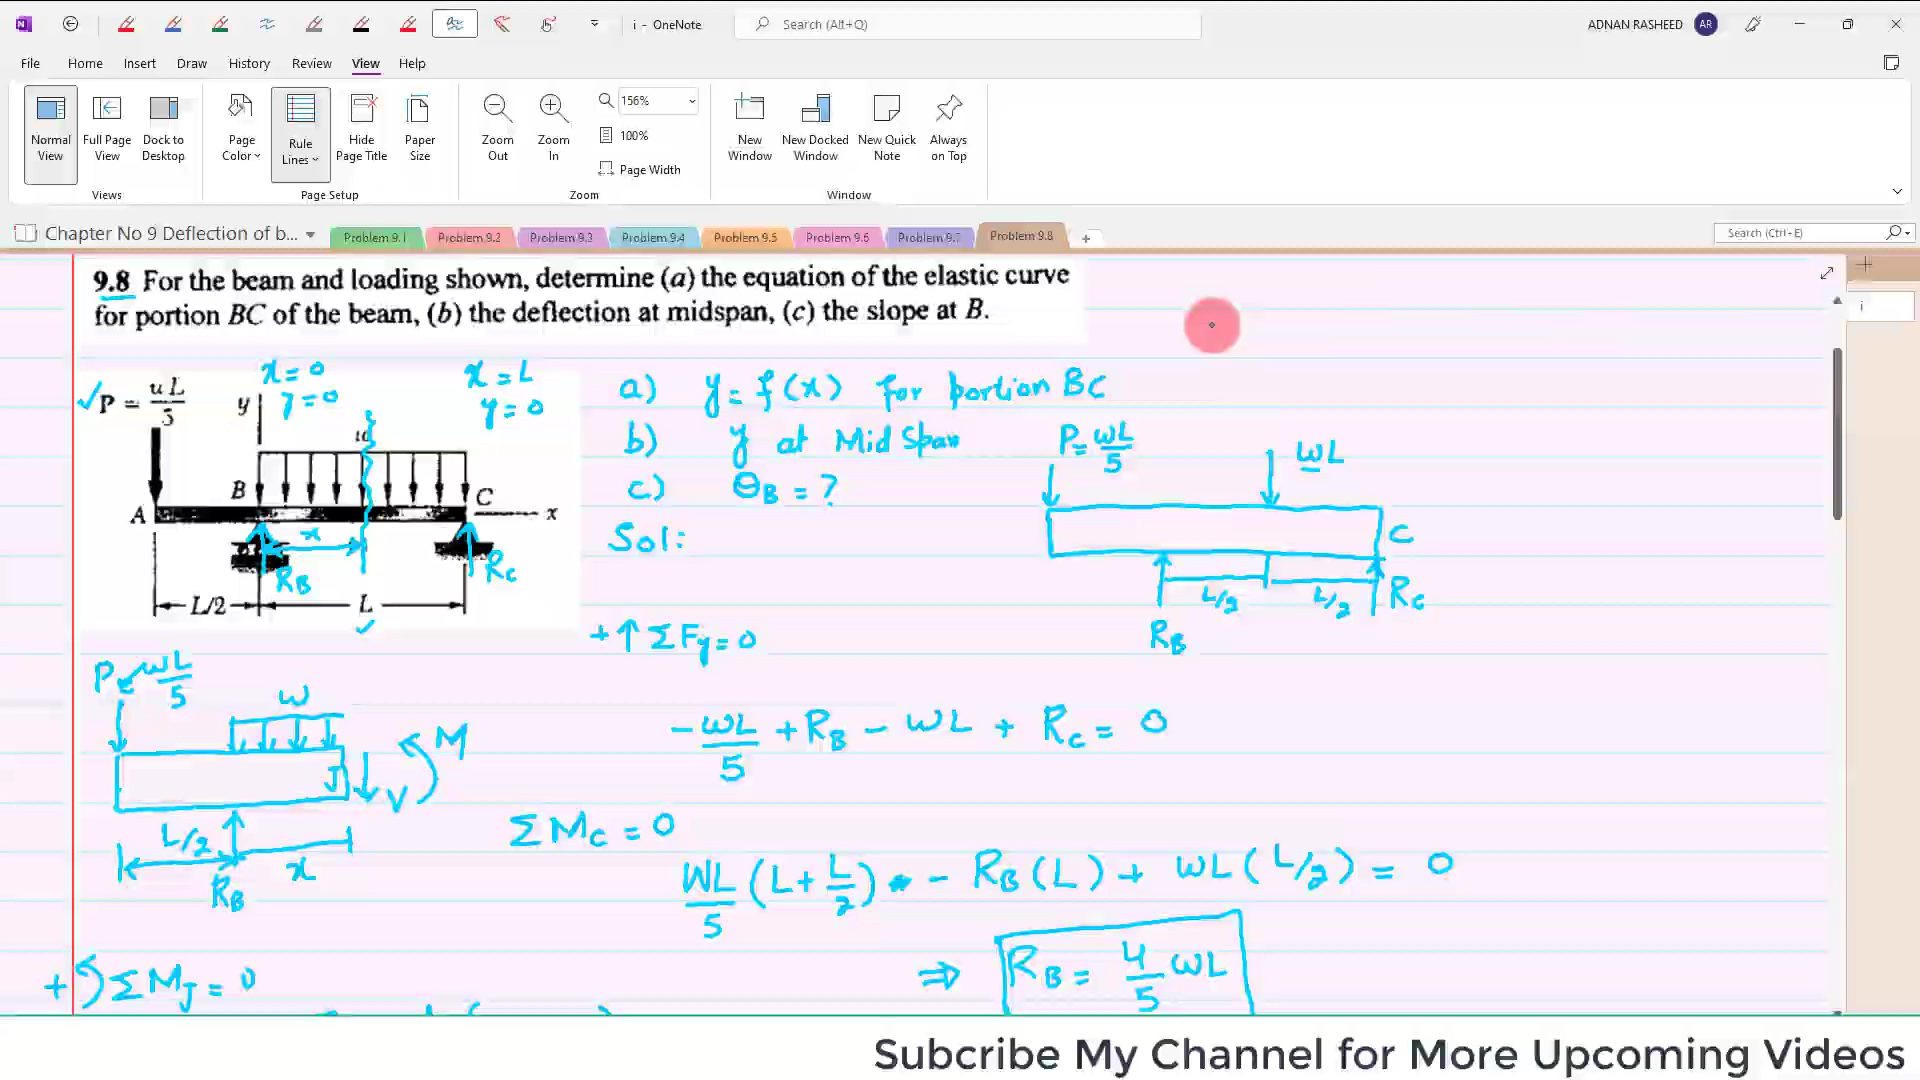 i - OneNote
Search (Alt+Q)
ADNAN RASHEED
AR
File Home Insert Draw History Review View Help
Normal View
Full Page View
Dock to Desktop
Page Color
Rule Lines
Hide Page Title
Paper Size
Zoom Out
Zoom In
156%
100%
Page Width
New Window
New Docked Window
New Quick Note
Always on Top
Views
Page Setup
Zoom
Window
Chapter No 9 Deflection of b...
Problem 9.1
Problem 9.2
Problem 9.3
Problem 9.4
Problem 9.5
Problem 9.6
Problem 9.7
Problem 9.8
Search (Ctrl+E)
i
9.8 For the beam and loading shown, determine (a) the equation of the elastic curve
for portion BC of the beam, (b) the deflection at midspan, (c) the slope at B.
x=0
y=0
x=L
y=0
P = wL/5
y
w
B
C
A
x
x
RB
RC
L/2
L
a) y=f(x) for portion BC
b) y at Mid Span
c) ΘB=?
Sol:
P=wL/5
wL
C
L/2
L/2
RC
RB
+↑ΣFy=0
P=wL/5
w
M
J
V
L/2
x
RB
-wL/5 +RB - wL + RC = 0
ΣMC = 0
WL/5 (L+L/2) - RB(L) + wL(L/2) = 0
⇒ RB = 4/5 wL
+ ΣMJ = 0
Subcribe My Channel for More Upcoming Videos